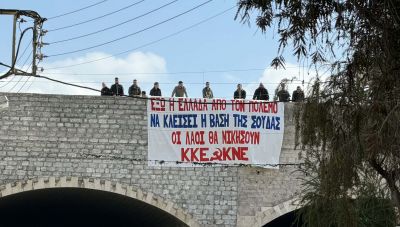 ΕΞΩ Η ΕΛΛΑΔΑ ΑΠΟ ΤΟΝ ΠΟΛΕΜΟ
ΝΑ ΚΛΕΙΣΕΙ Η ΒΑΣΗ ΤΗΣ ΣΟΥΔΑΣ
ΟΙ ΛΑΟΙ ΘΑ ΝΙΚΗΣΟΥΝ
ΚΚΕ ΚΝΕ